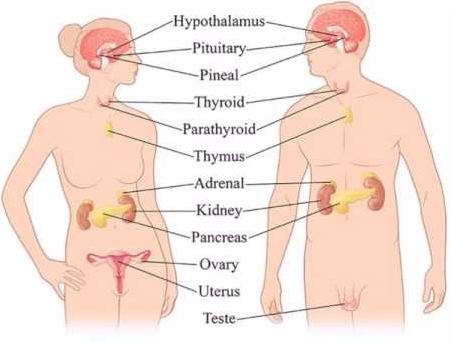 Hypothalamus
Pituitary
Pineal
Thyroid
Parathyroid
Thymus
Adrenal
Kidney
Pancreas
Ovary
Uterus
Teste